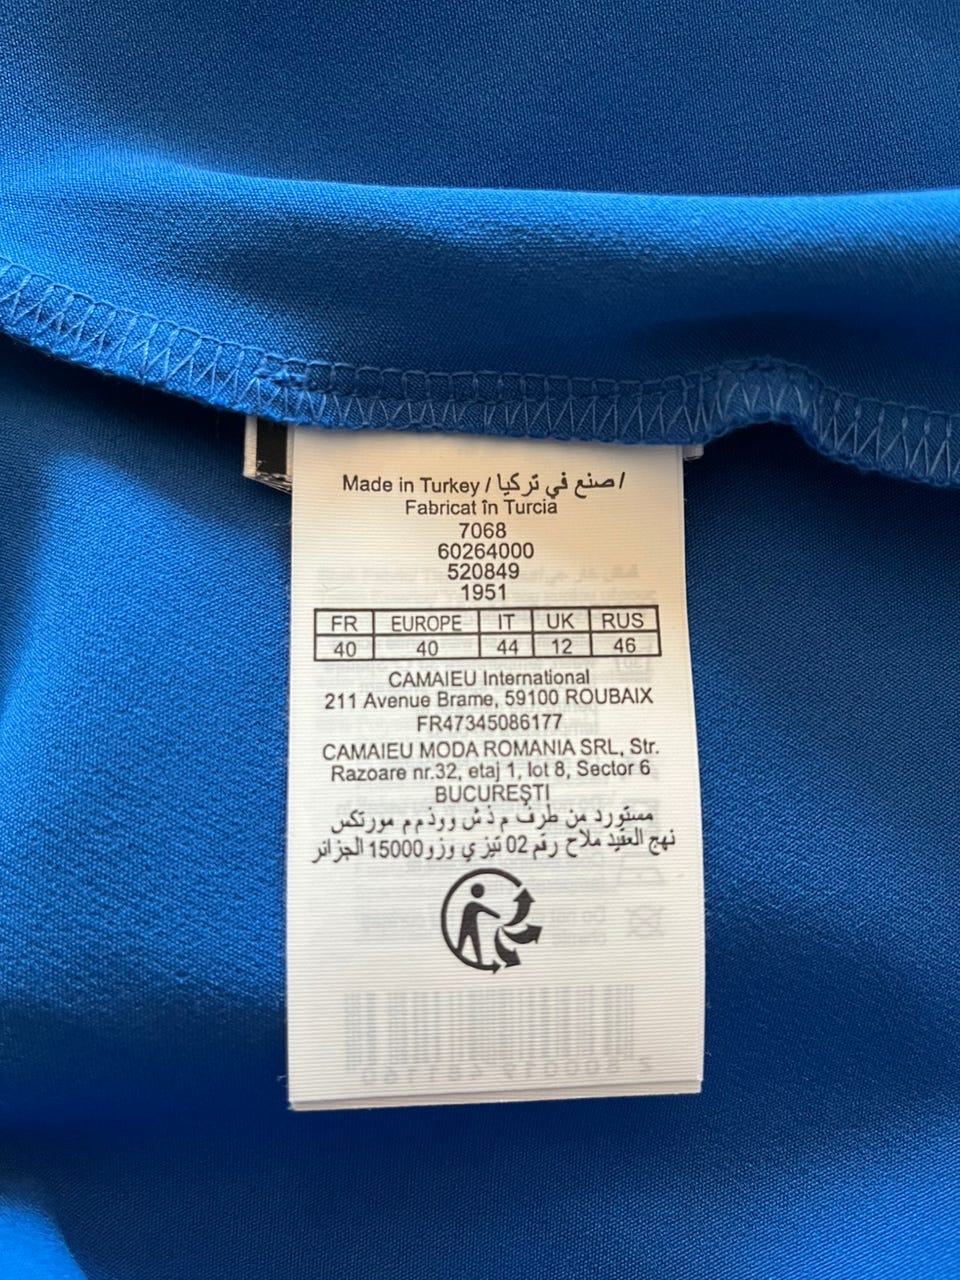 Made in Turkey / صنع في تركيا /
Fabricat în Turcia
7068
60264000
520849
1951
FR EUROPE IT UK RUS
40 40 44 12 46
CAMAIEU International
211 Avenue Brame, 59100 ROUBAIX
FR47345086177
CAMAIEU MODA ROMANIA SRL, Str.
Razoare nr.32, etaj 1, lot 8, Sector 6
BUCUREŞTI
مستورد من طرف م ذ ش وو ذ م م مورتكس
نهج العقيد ملاح رقم 02 تيزي وزو 15000 الجزائر